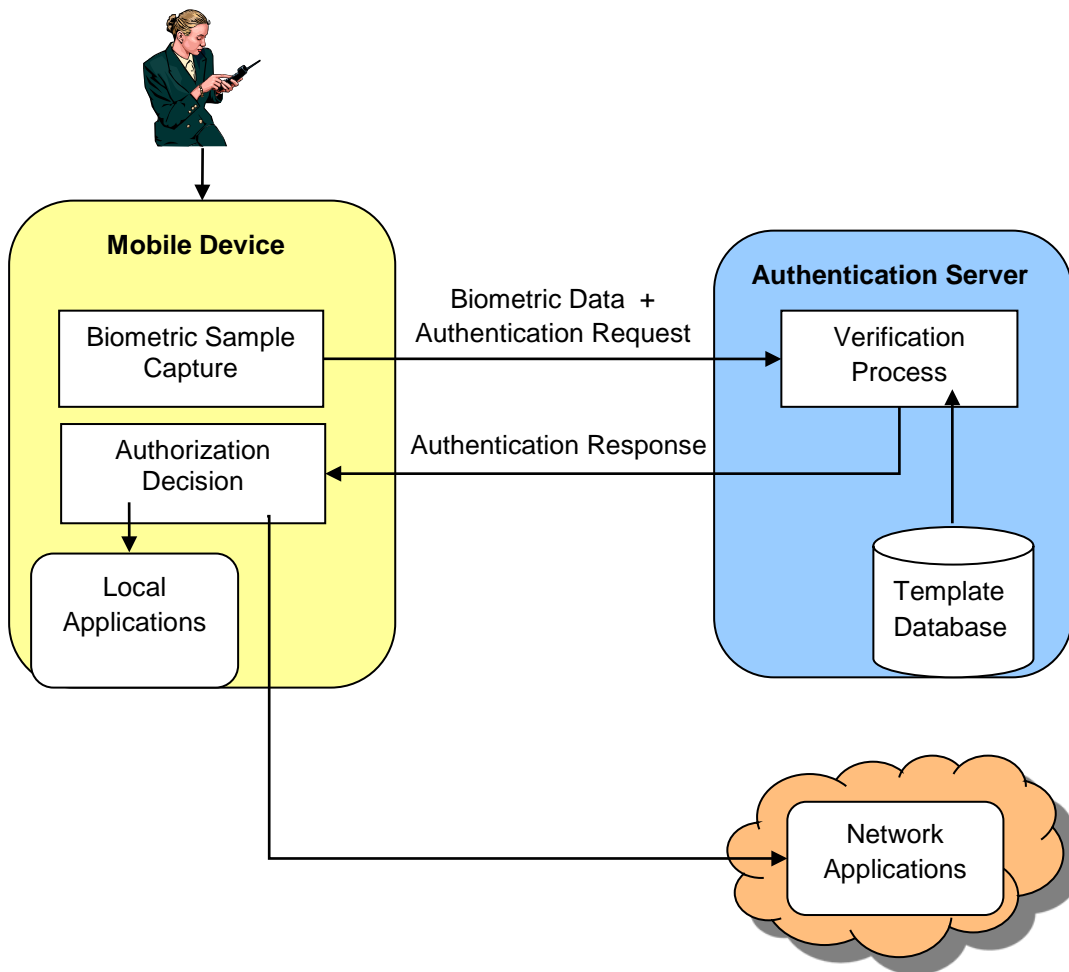 Mobile Device
Authentication Server
Biometric Data +
Authentication Request
Biometric Sample
Capture
Verification
Process
Authentication Response
Authorization
Decision
Local
Applications
Template
Database
Network
Applications